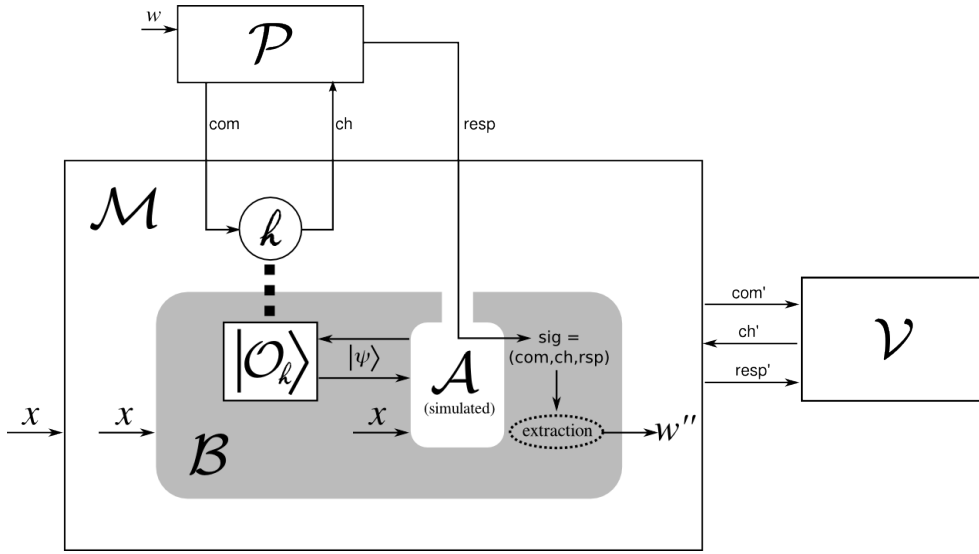 w
𝒫
com
ch
resp
ℳ
𝒽
com'
ch'
resp'
𝒱
|𝒪ₕ⟩
|ψ⟩
𝒜
(simulated)
sig =
(com,ch,rsp)
x
x
x
extraction
w''
ℬ